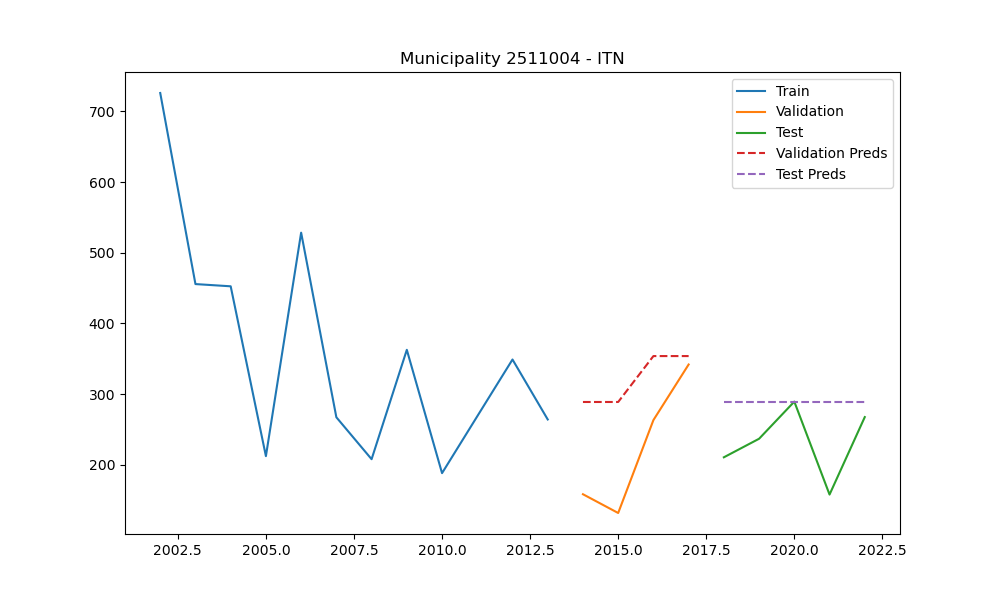 Municipality 2511004 - ITN
Train
Validation
Test
Validation Preds
Test Preds
700
600
500
400
300
200
2002.5 2005.0 2007.5 2010.0 2012.5 2015.0 2017.5 2020.0 2022.5